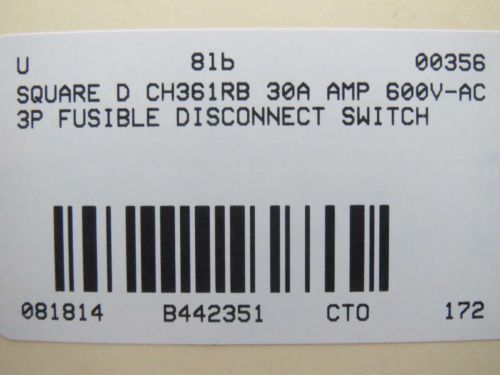 U 8lb 00356
SQUARE D CH361RB 30A AMP 600V-AC
3P FUSIBLE DISCONNECT SWITCH
081814 B442351 CTO 172